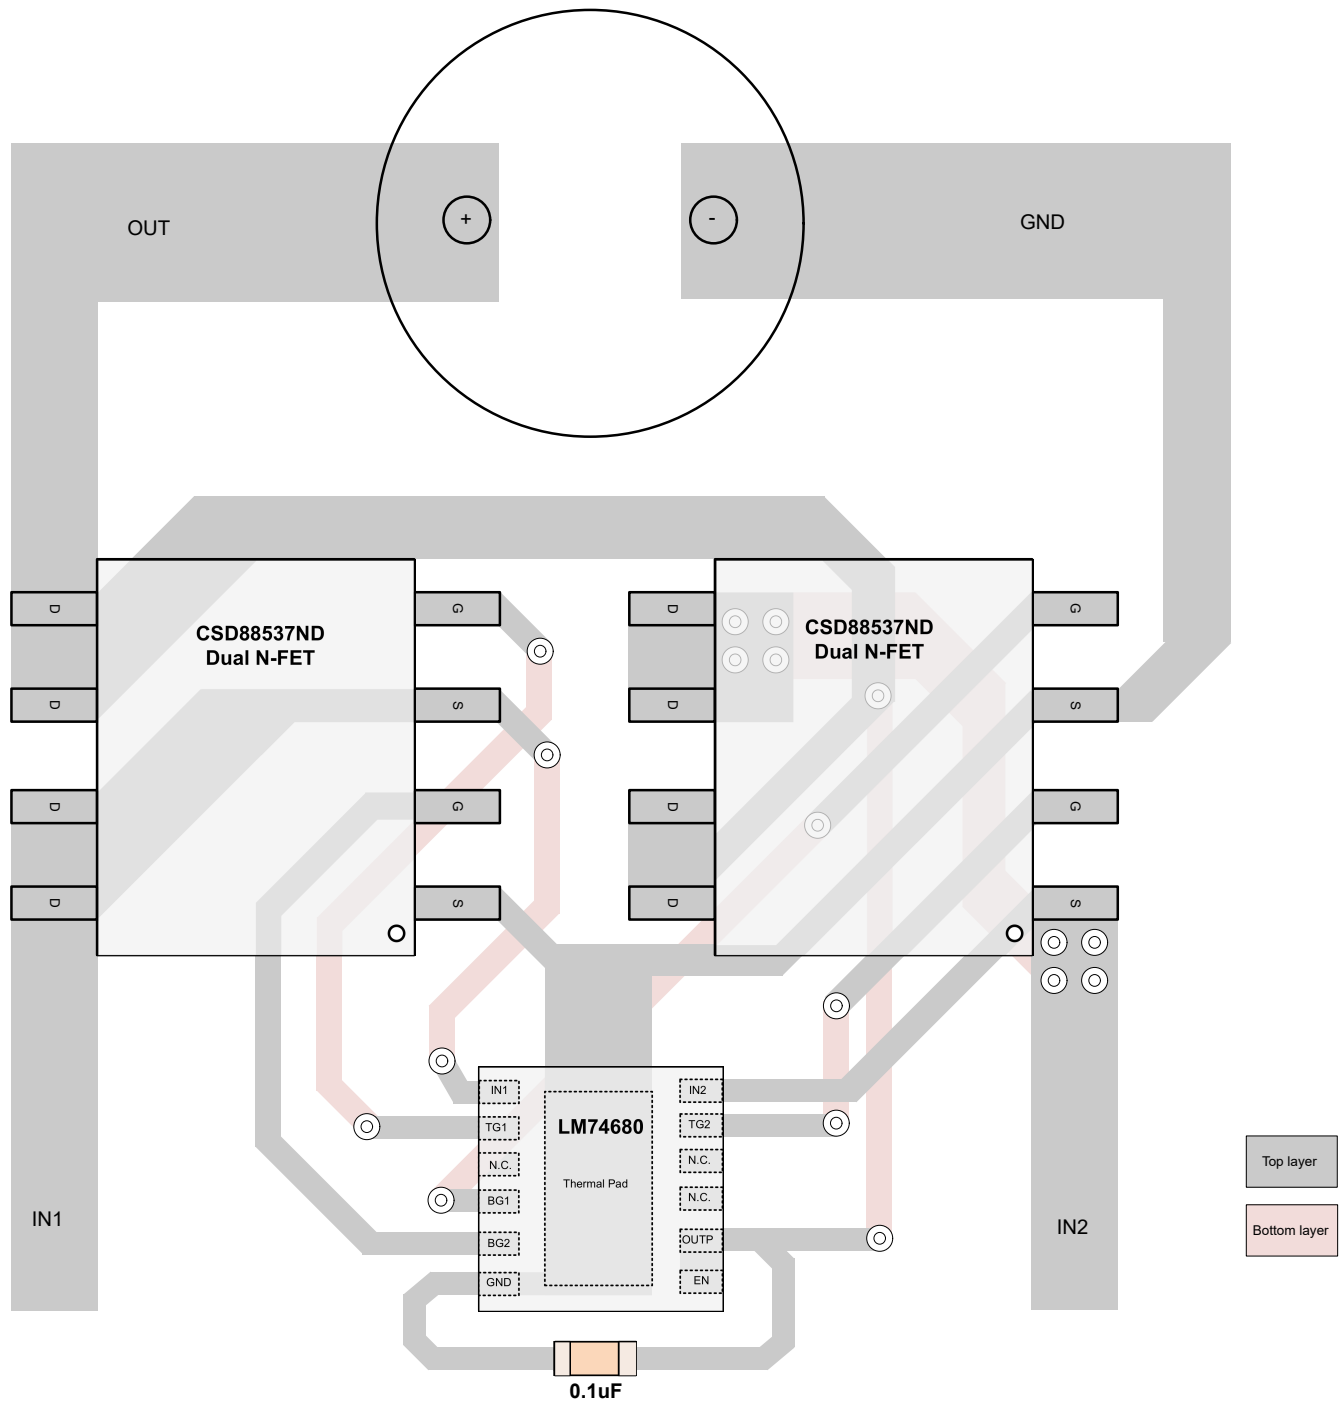 +
-
OUT
GND
D
G
D
G
CSD88537ND
Dual N-FET
CSD88537ND
Dual N-FET
D
S
D
S
D
G
D
G
D
S
D
S
IN1
IN2
TG1
LM74680
TG2
N.C.
N.C.
Thermal Pad
BG1
N.C.
BG2
OUTP
GND
EN
IN1
IN2
Top layer
Bottom layer
0.1uF